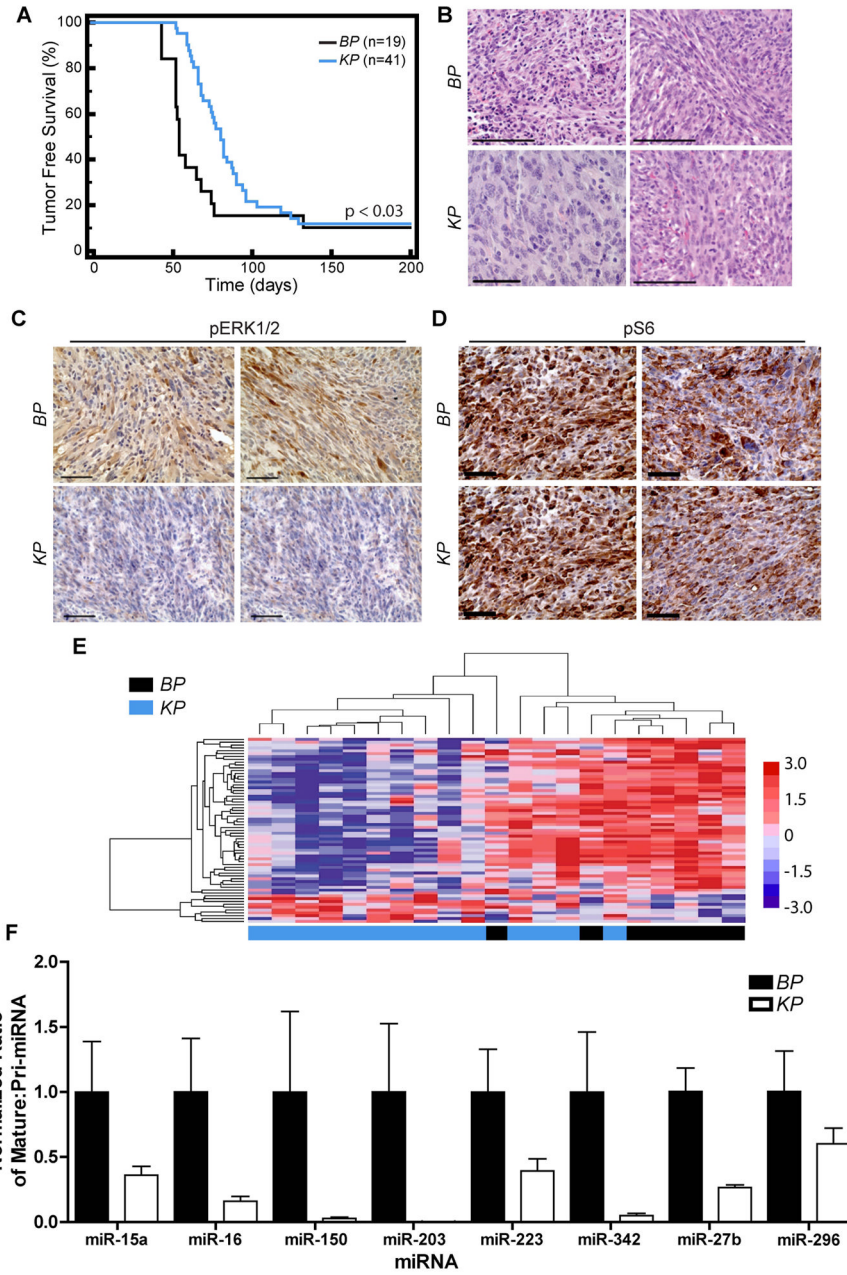 A
100
80
60
40
20
0
Tumor Free Survival (%)
BP (n=19)
KP (n=41)
p < 0.03
0 50 100 150 200
Time (days)
B
BP
KP
C
pERK1/2
BP
KP
D
pS6
BP
KP
E
BP
KP
3.0
1.5
0
-1.5
-3.0
F
of Mature:Pri-miRNA
2.0
1.5
1.0
0.5
0.0
BP
KP
miR-15a miR-16 miR-150 miR-203 miR-223 miR-342 miR-27b miR-296
miRNA